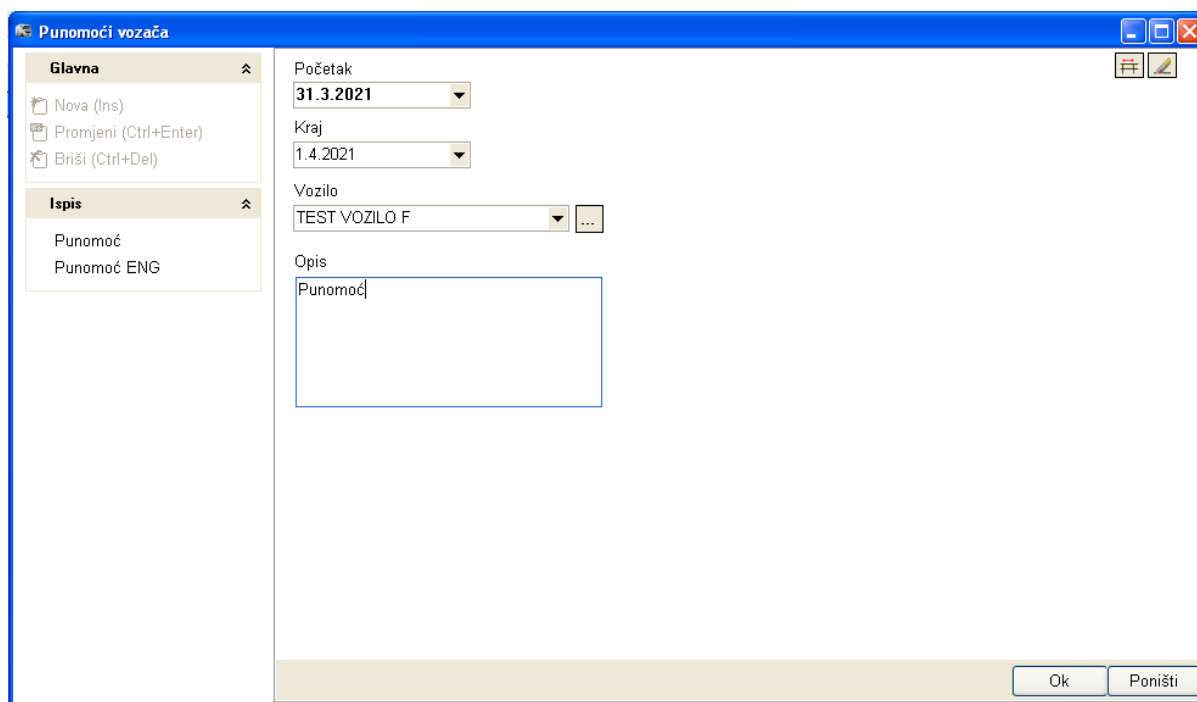 Punomoći vozača
Glavna
Nova (Ins)
Promjeni (Ctrl+Enter)
Briši (Ctrl+Del)
Ispis
Punomoć
Punomoć ENG
Početak
31.3.2021
Kraj
1.4.2021
Vozilo
TEST VOZILO F
...
Opis
Punomoć
Ok
Poništi